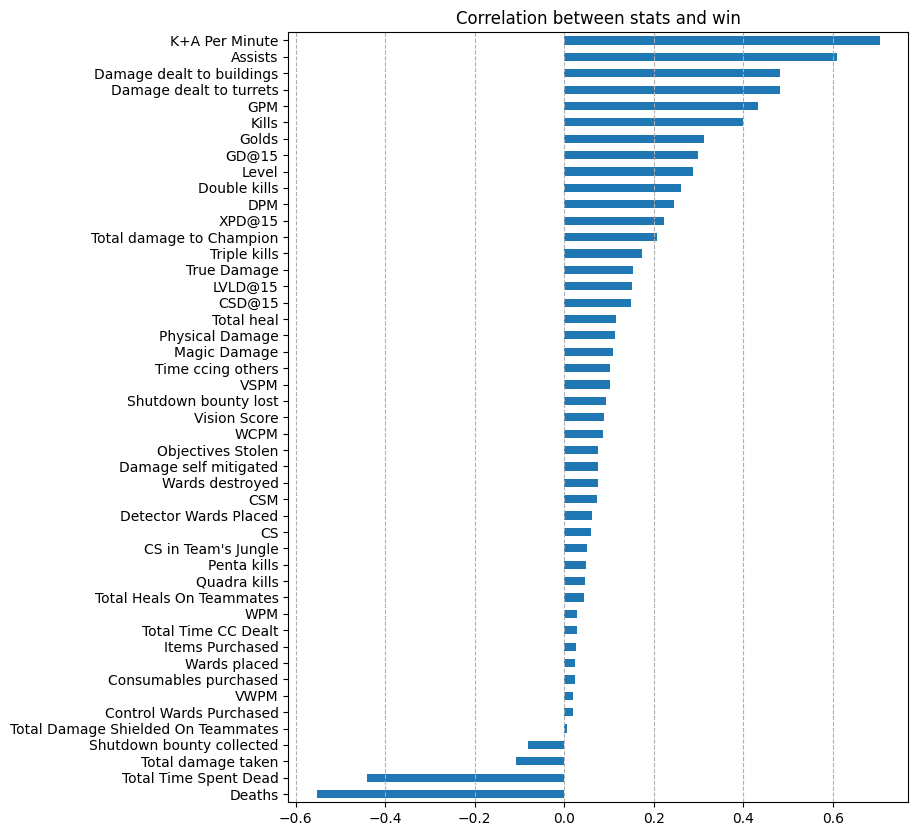 Correlation between stats and win
K+A Per Minute
Assists
Damage dealt to buildings
Damage dealt to turrets
GPM
Kills
Golds
GD@15
Level
Double kills
DPM
XPD@15
Total damage to Champion
Triple kills
True Damage
LVLD@15
CSD@15
Total heal
Physical Damage
Magic Damage
Time ccing others
VSPM
Shutdown bounty lost
Vision Score
WCPM
Objectives Stolen
Damage self mitigated
Wards destroyed
CSM
Detector Wards Placed
CS
CS in Team's Jungle
Penta kills
Quadra kills
Total Heals On Teammates
WPM
Total Time CC Dealt
Items Purchased
Wards placed
Consumables purchased
VWPM
Control Wards Purchased
Total Damage Shielded On Teammates
Shutdown bounty collected
Total damage taken
Total Time Spent Dead
Deaths
−0.6 −0.4 −0.2 0.0 0.2 0.4 0.6